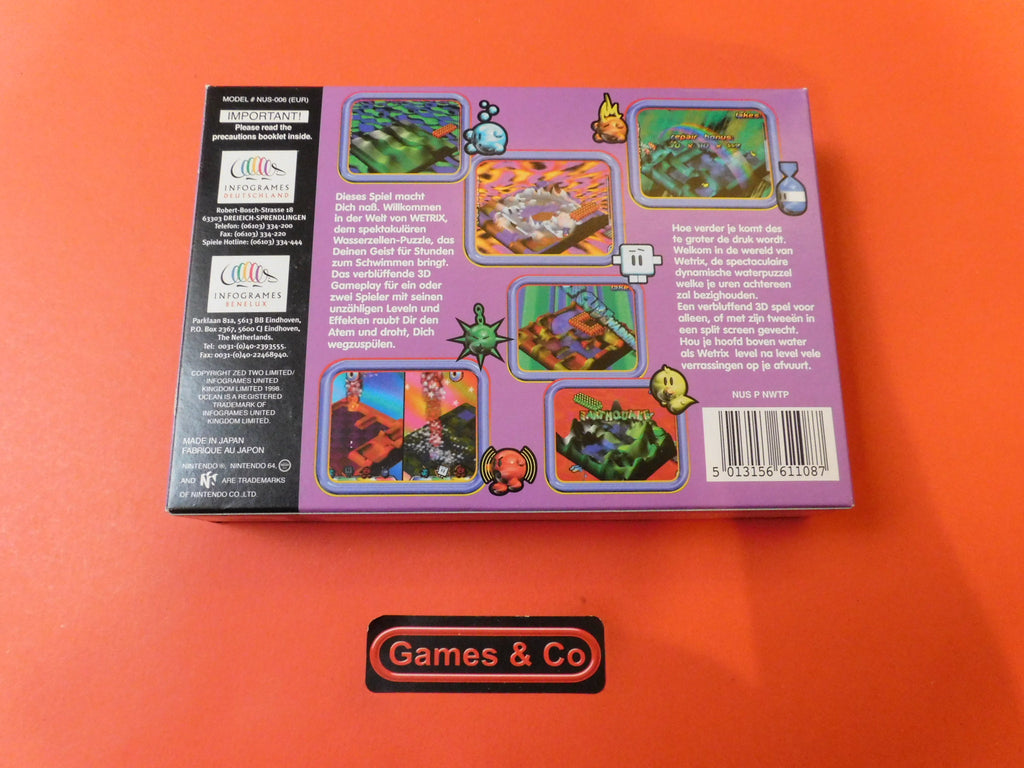 MODEL # NUS-006 (EUR)
IMPORTANT!
Please read the
precautions booklet inside.
INFOGRAMES
DEUTSCHLAND
Robert-Bosch-Strasse 18
63303 DREIEICH-SPRENDLINGEN
Telefon: (06103) 334-200
Fax: (06103) 334-220
Spiele Hotline: (06103) 334-444
INFOGRAMES
BENELUX
Parklaan 81a, 5613 BB Eindhoven,
P.O. Box 2367, 5600 CJ Eindhoven,
The Netherlands.
Tel: 0031-(0)40-2393555.
Fax: 0031-(0)40-22468940.
COPYRIGHT ZED TWO LIMITED/
INFOGRAMES UNITED
KINGDOM LIMITED 1998.
OCEAN IS A REGISTERED
TRADEMARK OF
INFOGRAMES UNITED
KINGDOM LIMITED.
MADE IN JAPAN
FABRIQUE AU JAPON
NINTENDO ®, NINTENDO 64,
AND ARE TRADEMARKS
OF NINTENDO CO.,LTD.
Dieses Spiel macht
Dich naß. Willkommen
in der Welt von WETRIX,
dem spektakulären
Wasserzellen-Puzzle, das
Deinen Geist für Stunden
zum Schwimmen bringt.
Das verblüffende 3D
Gameplay für ein oder
zwei Spieler mit seinen
unzähligen Leveln und
Effekten raubt Dir den
Atem und droht, Dich
wegzuspülen.
lakes
repair bonus
EARTHQUAKE
Hoe verder je komt des
te groter de druk wordt.
Welkom in de wereld van
Wetrix, de spectaculaire
dynamische waterpuzzel
welke je uren achtereen
zal bezighouden.
Een verbluffend 3D spel voor
alleen, of met zijn tweeën in
een split screen gevecht.
Hou je hoofd boven water
als Wetrix level na level vele
verrassingen op je afvuurt.
NUS P NWTP
5 013156 611087
Games & Co